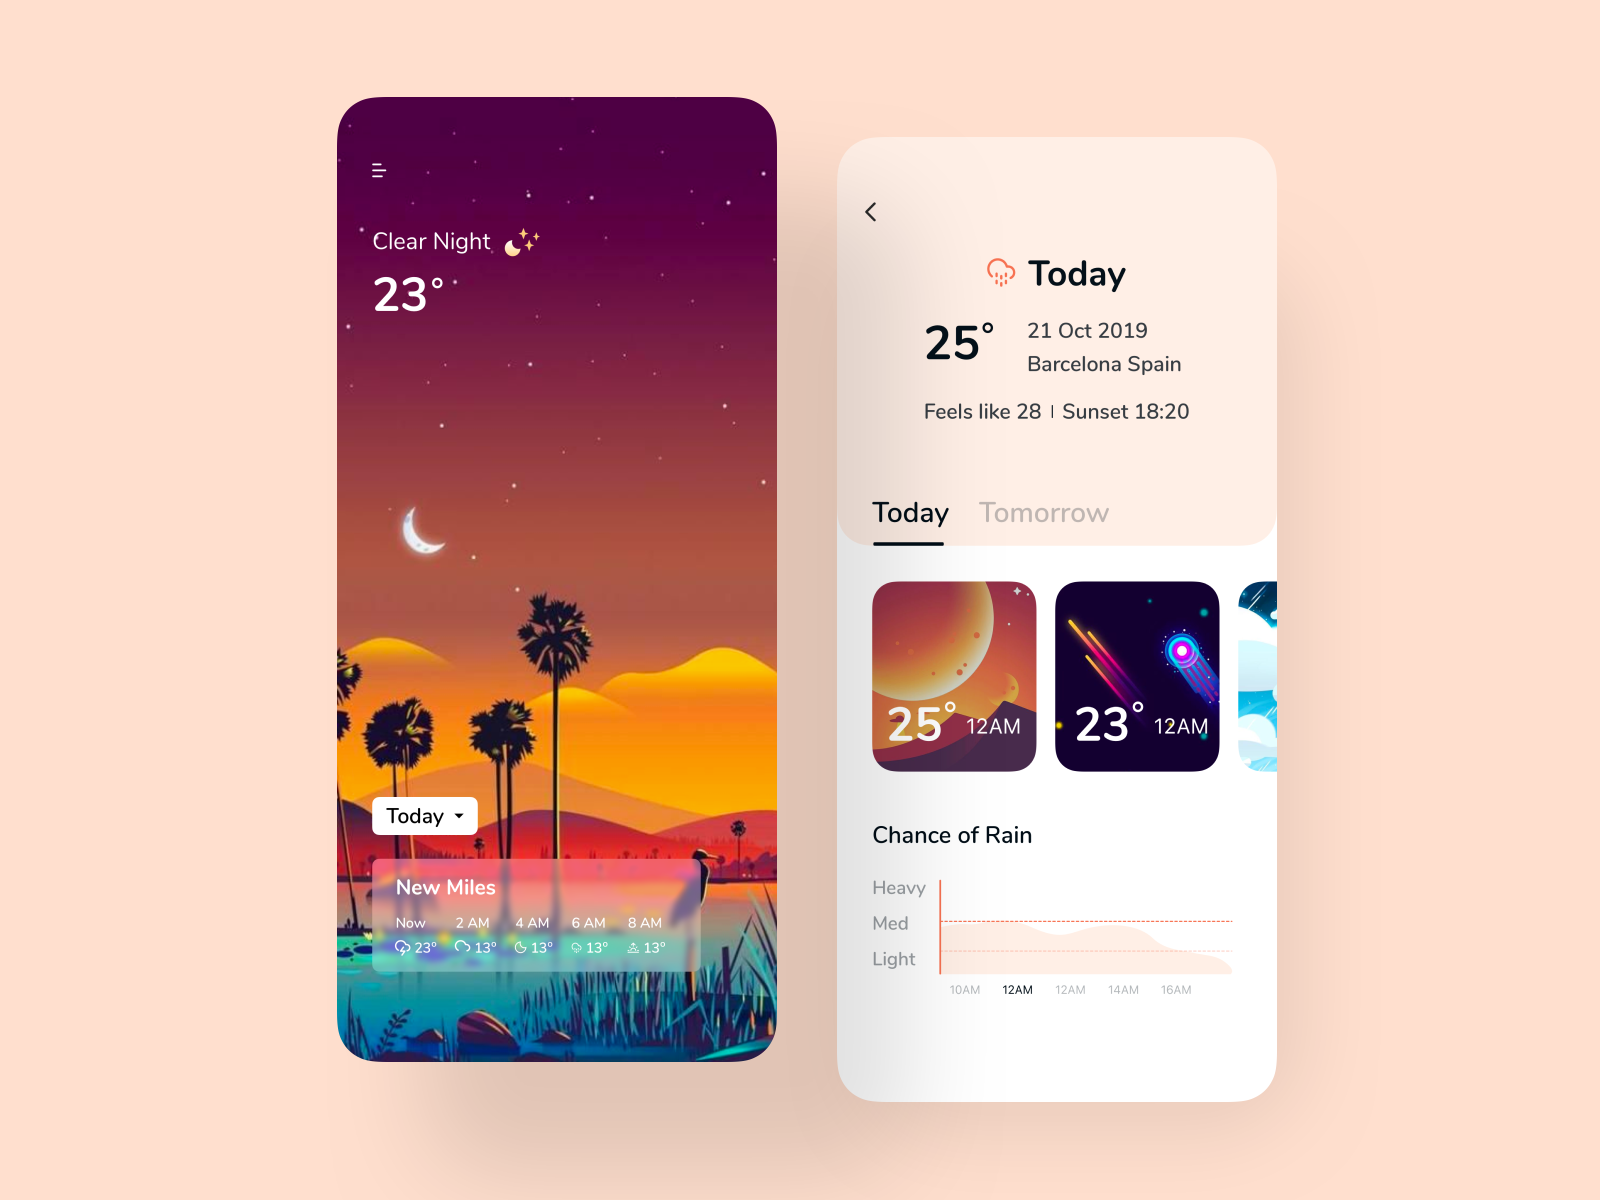 Clear Night
23°
Today
New Miles
Now 2 AM 4 AM 6 AM 8 AM
23° 13° 13° 13° 13°
Today
25°
21 Oct 2019
Barcelona Spain
Feels like 28 | Sunset 18:20
Today Tomorrow
25° 12AM 23° 12AM
Chance of Rain
Heavy
Med
Light
10AM 12AM 12AM 14AM 16AM